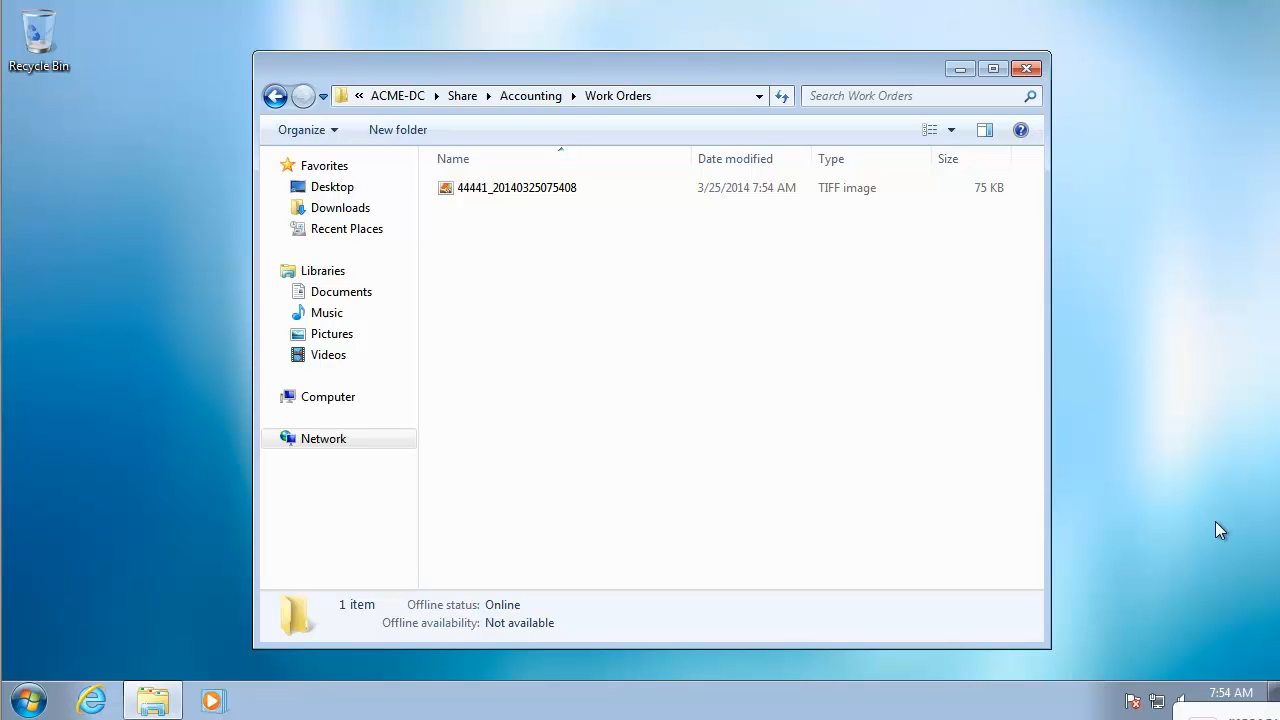 Recycle Bin
« ACME-DC Share Accounting Work Orders
Search Work Orders
Organize New folder
Name Date modified Type Size
44441_20140325075408 3/25/2014 7:54 AM TIFF image 75 KB
Favorites
Desktop
Downloads
Recent Places
Libraries
Documents
Music
Pictures
Videos
Computer
Network
1 item Offline status: Online
Offline availability: Not available
7:54 AM